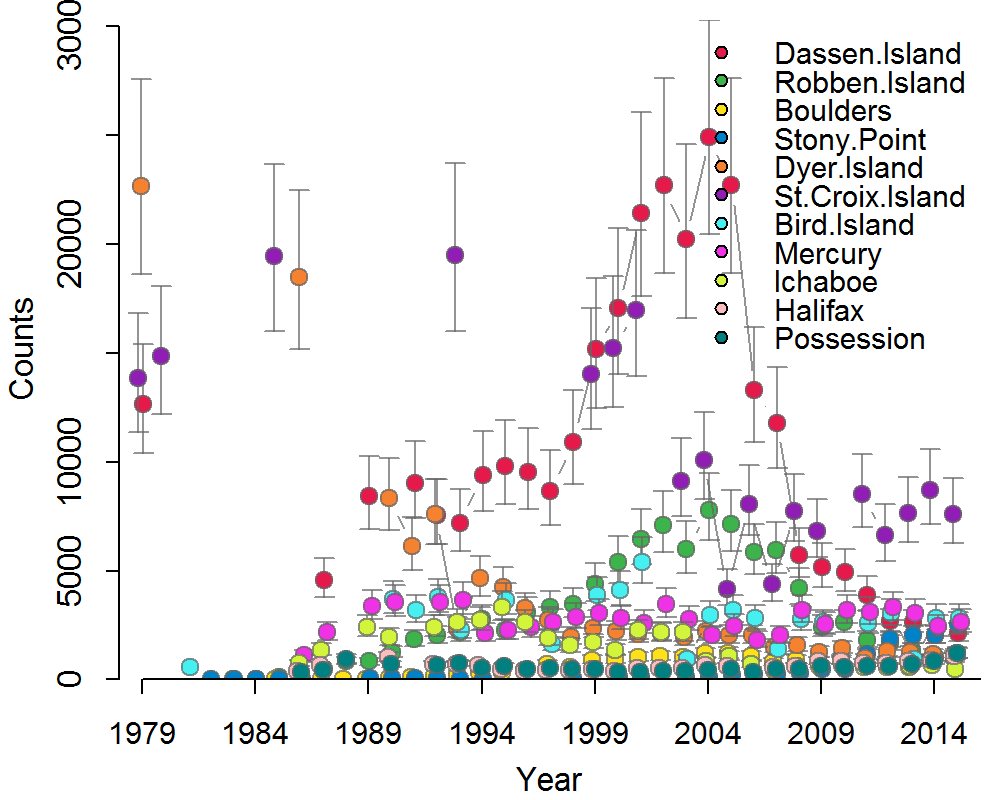 3000
20000
10000
5000
0
Counts
Dassen.Island
Robben.Island
Boulders
Stony.Point
Dyer.Island
St.Croix.Island
Bird.Island
Mercury
Ichaboe
Halifax
Possession
1979
1984
1989
1994
1999
2004
2009
2014
Year